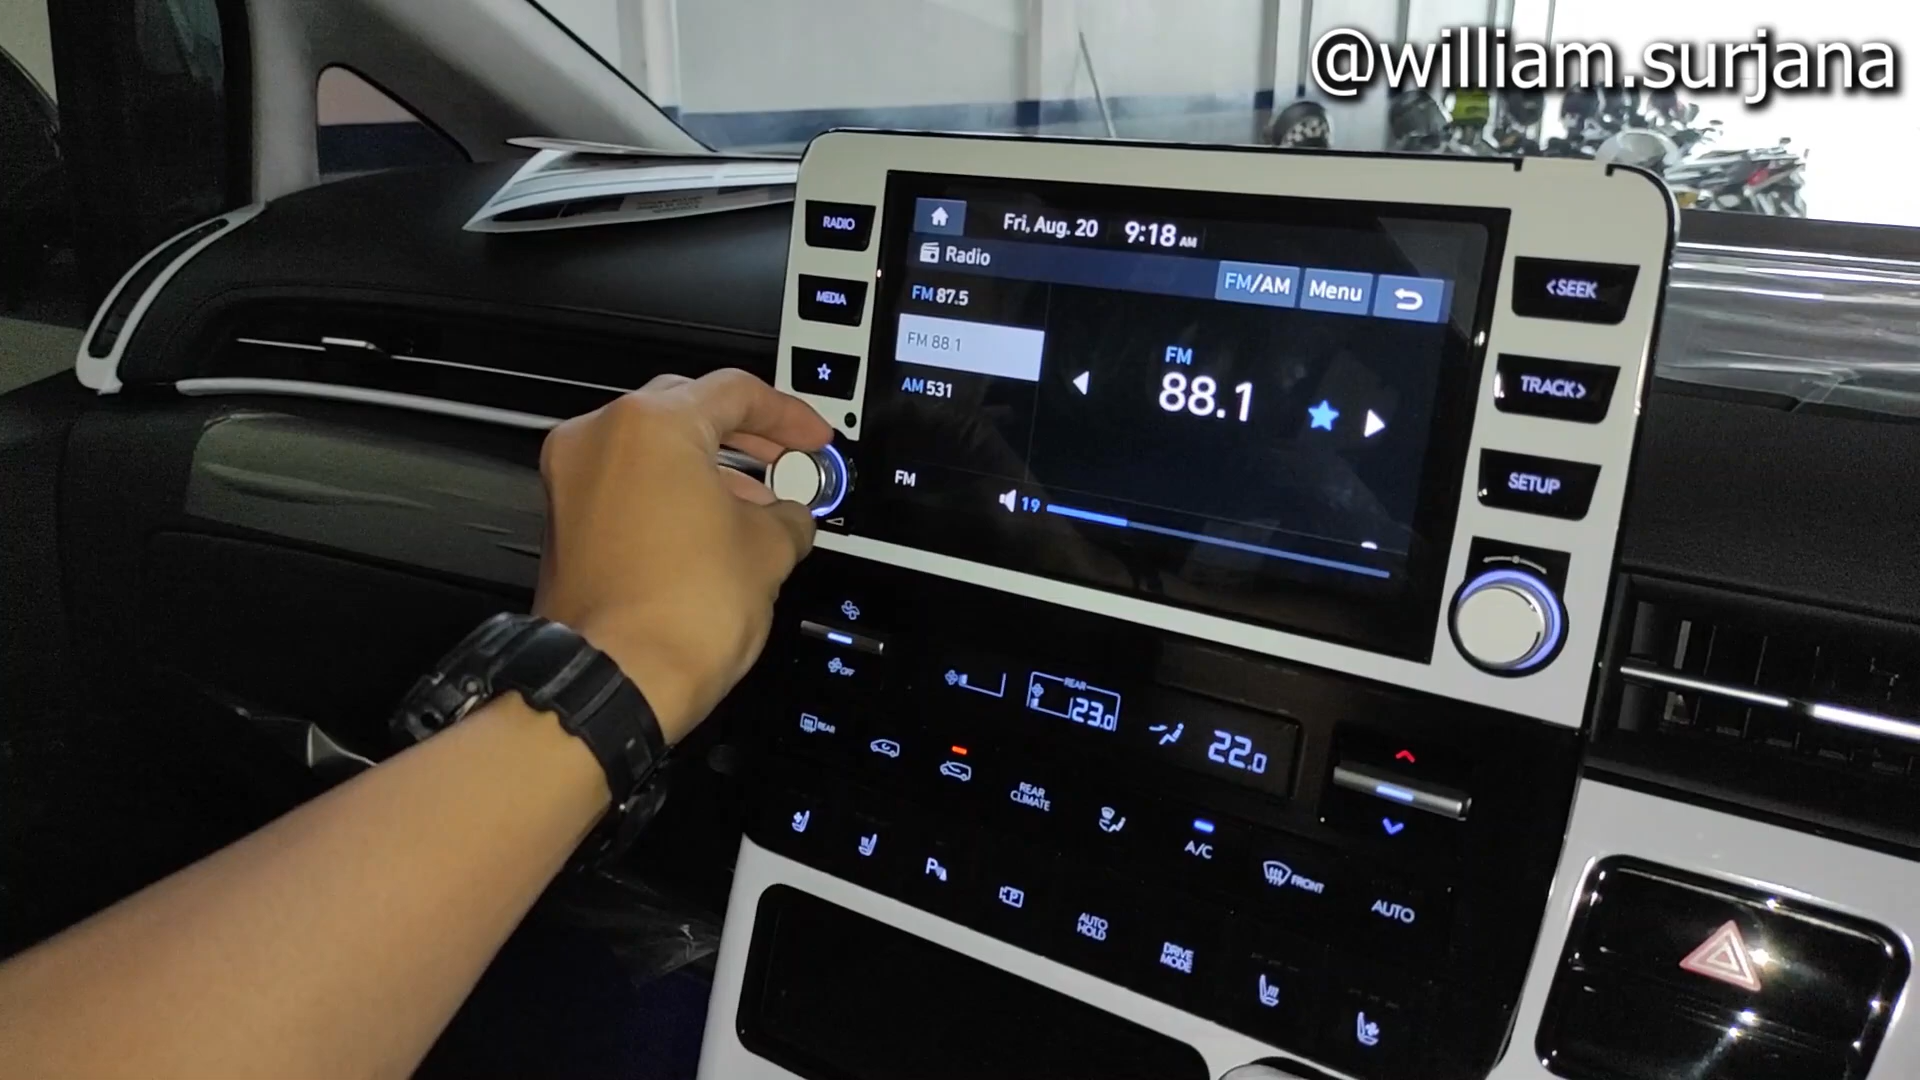 @william.surjana
RADIO
MEDIA
Fri, Aug. 20 9:18 AM
Radio
FM/AM Menu
FM 87.5
FM 88.1
AM 531
FM
88.1
FM
19
<SEEK
TRACK>
SETUP
OFF
REAR
23.0
22.0
REAR
REAR
CLIMATE
A/C
FRONT
AUTO
P
P
AUTO
HOLD
DRIVE
MODE